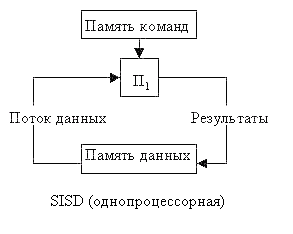 Память команд
П1
Поток данных
Результаты
Память данных
SISD (однопроцессорная)